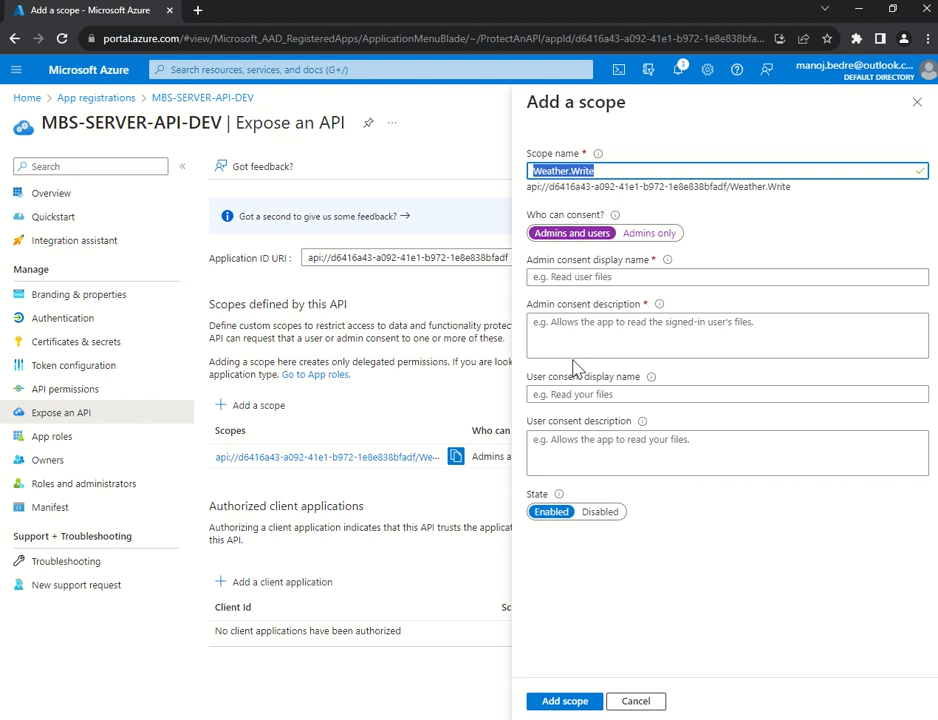 Add a scope - Microsoft Azure
portal.azure.com/#view/Microsoft_AAD_RegisteredApps/ApplicationMenuBlade/~/ProtectAnAPI/appId/d6416a43-a092-41e1-b972-1e8e838bfa...
Microsoft Azure
Search resources, services, and docs (G+/)
3
manoj.bedre@outlook.c...
DEFAULT DIRECTORY
Home > App registrations > MBS-SERVER-API-DEV
MBS-SERVER-API-DEV | Expose an API
Search
Overview
Quickstart
Integration assistant
Manage
Branding & properties
Authentication
Certificates & secrets
Token configuration
API permissions
Expose an API
App roles
Owners
Roles and administrators
Manifest
Support + Troubleshooting
Troubleshooting
New support request
Got feedback?
Got a second to give us some feedback? →
Application ID URI : api://d6416a43-a092-41e1-b972-1e8e838bfadf
Scopes defined by this API
Define custom scopes to restrict access to data and functionality protec
API can request that a user or admin consent to one or more of these.
Adding a scope here creates only delegated permissions. If you are look
application type. Go to App roles.
Add a scope
Scopes Who can
api://d6416a43-a092-41e1-b972-1e8e838bfadf/We... Admins a
Authorized client applications
Authorizing a client application indicates that this API trusts the applicat
this API.
Add a client application
Client Id Sc
No client applications have been authorized
Add a scope
Scope name *
Weather.Write
api://d6416a43-a092-41e1-b972-1e8e838bfadf/Weather.Write
Who can consent?
Admins and users Admins only
Admin consent display name *
e.g. Read user files
Admin consent description *
e.g. Allows the app to read the signed-in user's files.
User consent display name
e.g. Read your files
User consent description
e.g. Allows the app to read your files.
State
Enabled Disabled
Add scope Cancel